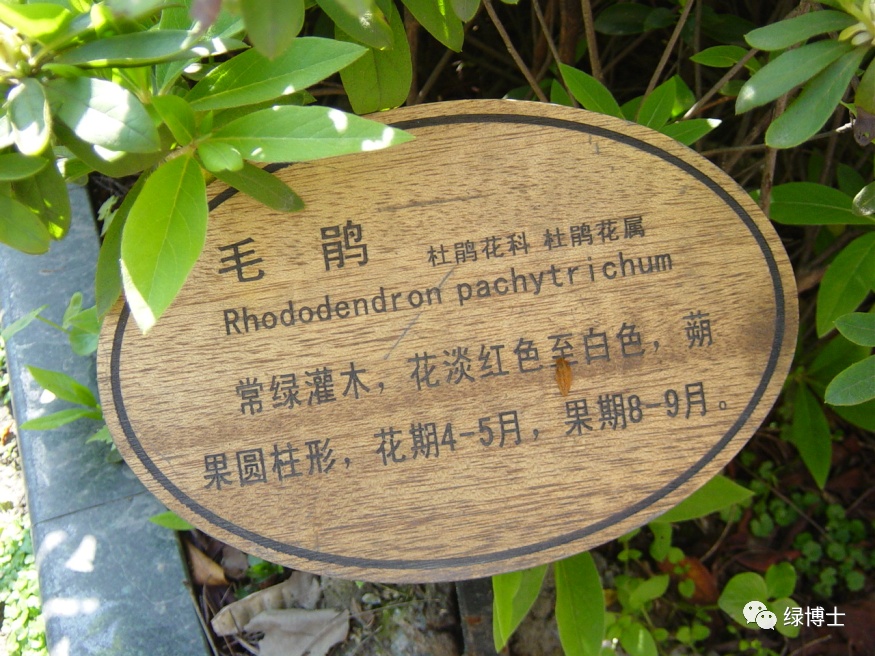 毛 鹃 杜鹃花科 杜鹃花属
Rhododendron pachytrichum
常绿灌木，花淡红色至白色，蒴
果圆柱形，花期4-5月，果期8-9月。
绿博士